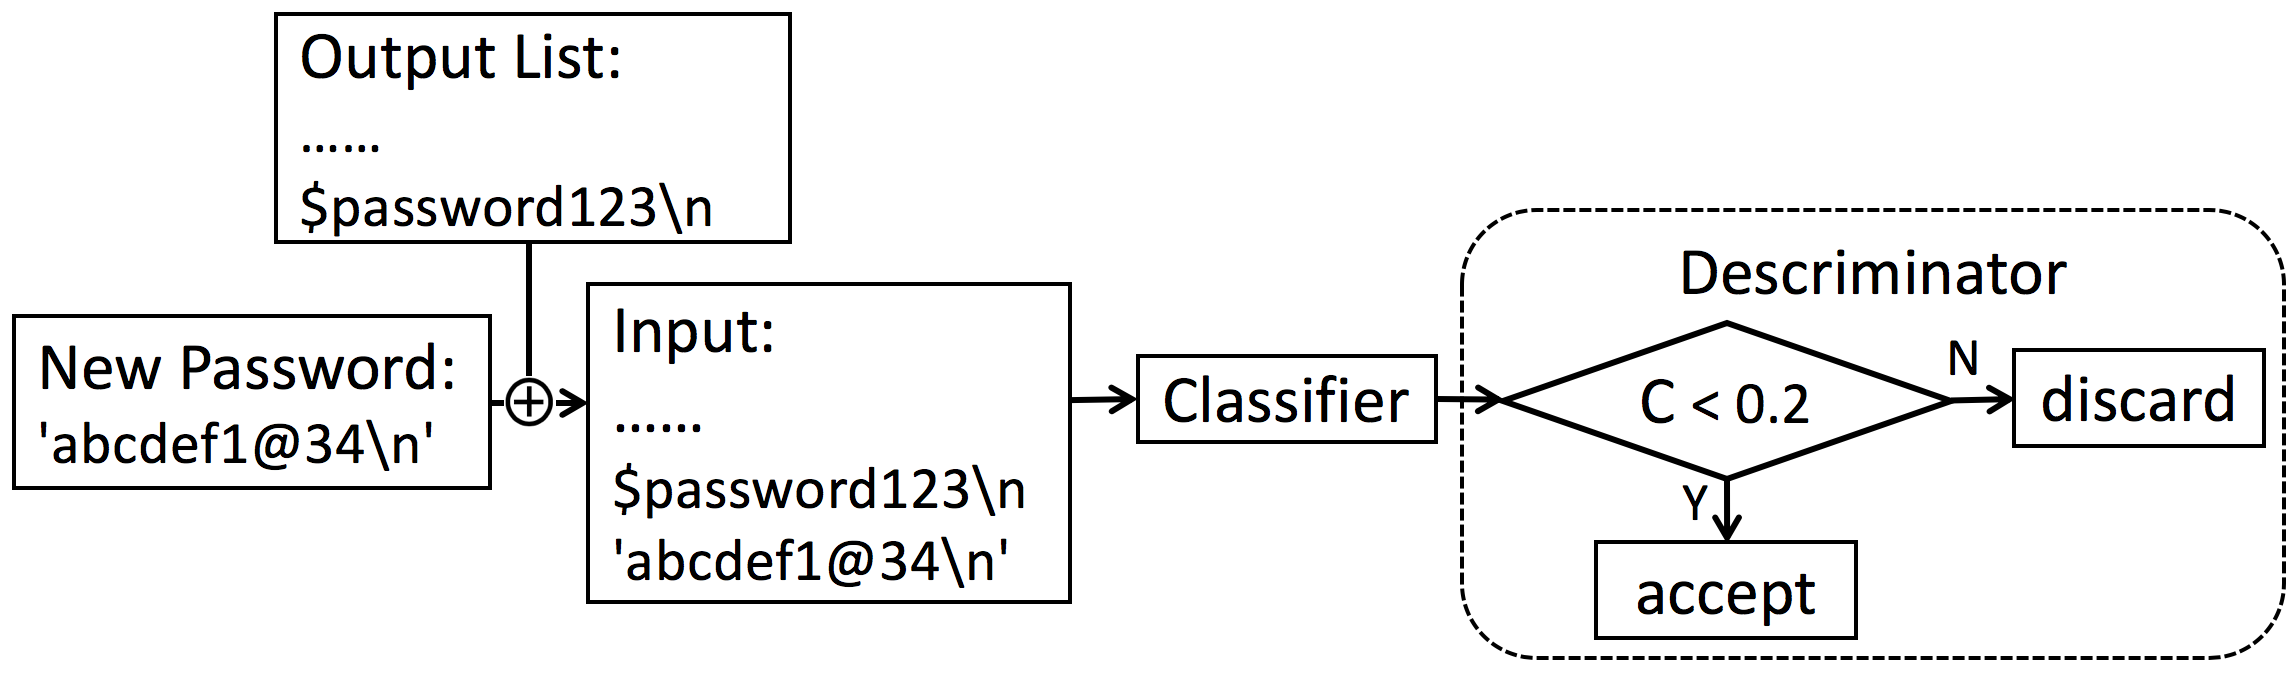 Output List:
......
$password123\n
New Password:
'abcdef1@34\n'
Input:
......
$password123\n
'abcdef1@34\n'
Classifier
Descriminator
C < 0.2
N
discard
Y
accept